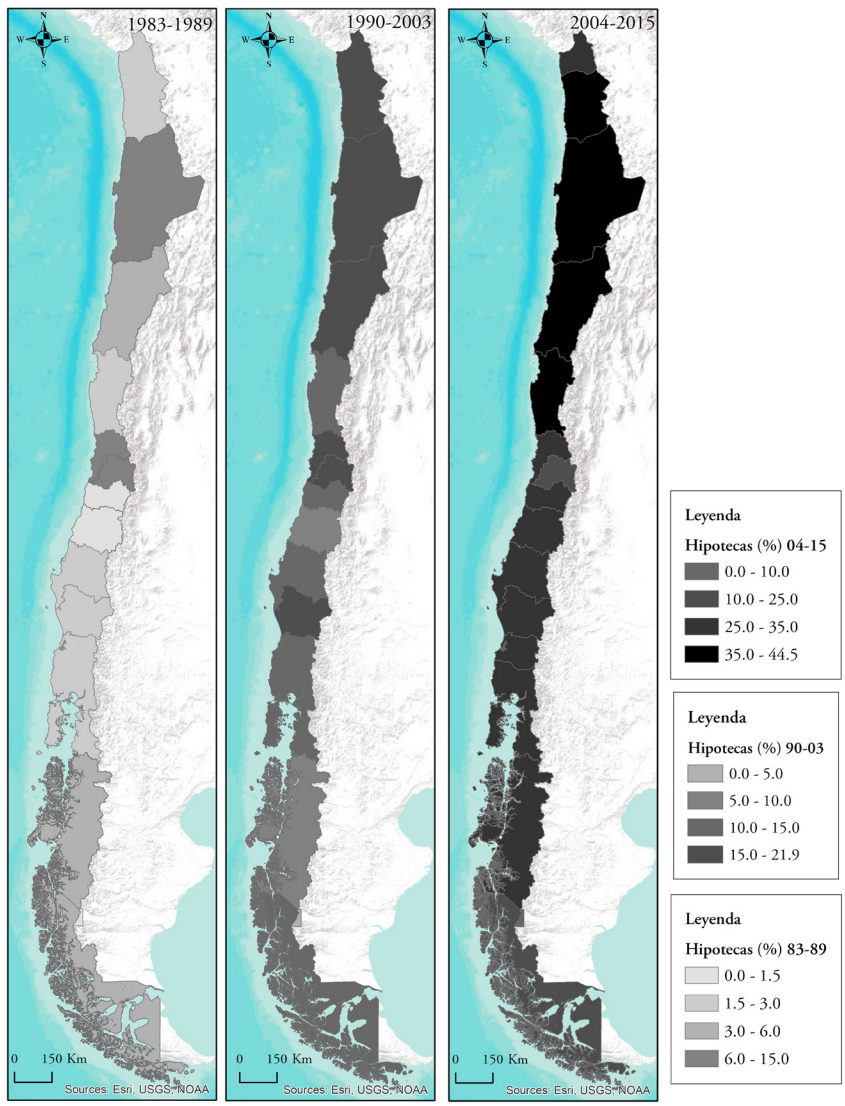 1983-1989
N
W E
S
0 150 Km
Sources: Esri, USGS, NOAA
1990-2003
N
W E
S
0 150 Km
Sources: Esri, USGS, NOAA
2004-2015
N
W E
S
0 150 Km
Sources: Esri, USGS, NOAA
Leyenda
Hipotecas (%) 04-15
0.0 - 10.0
10.0 - 25.0
25.0 - 35.0
35.0 - 44.5
Leyenda
Hipotecas (%) 90-03
0.0 - 5.0
5.0 - 10.0
10.0 - 15.0
15.0 - 21.9
Leyenda
Hipotecas (%) 83-89
0.0 - 1.5
1.5 - 3.0
3.0 - 6.0
6.0 - 15.0